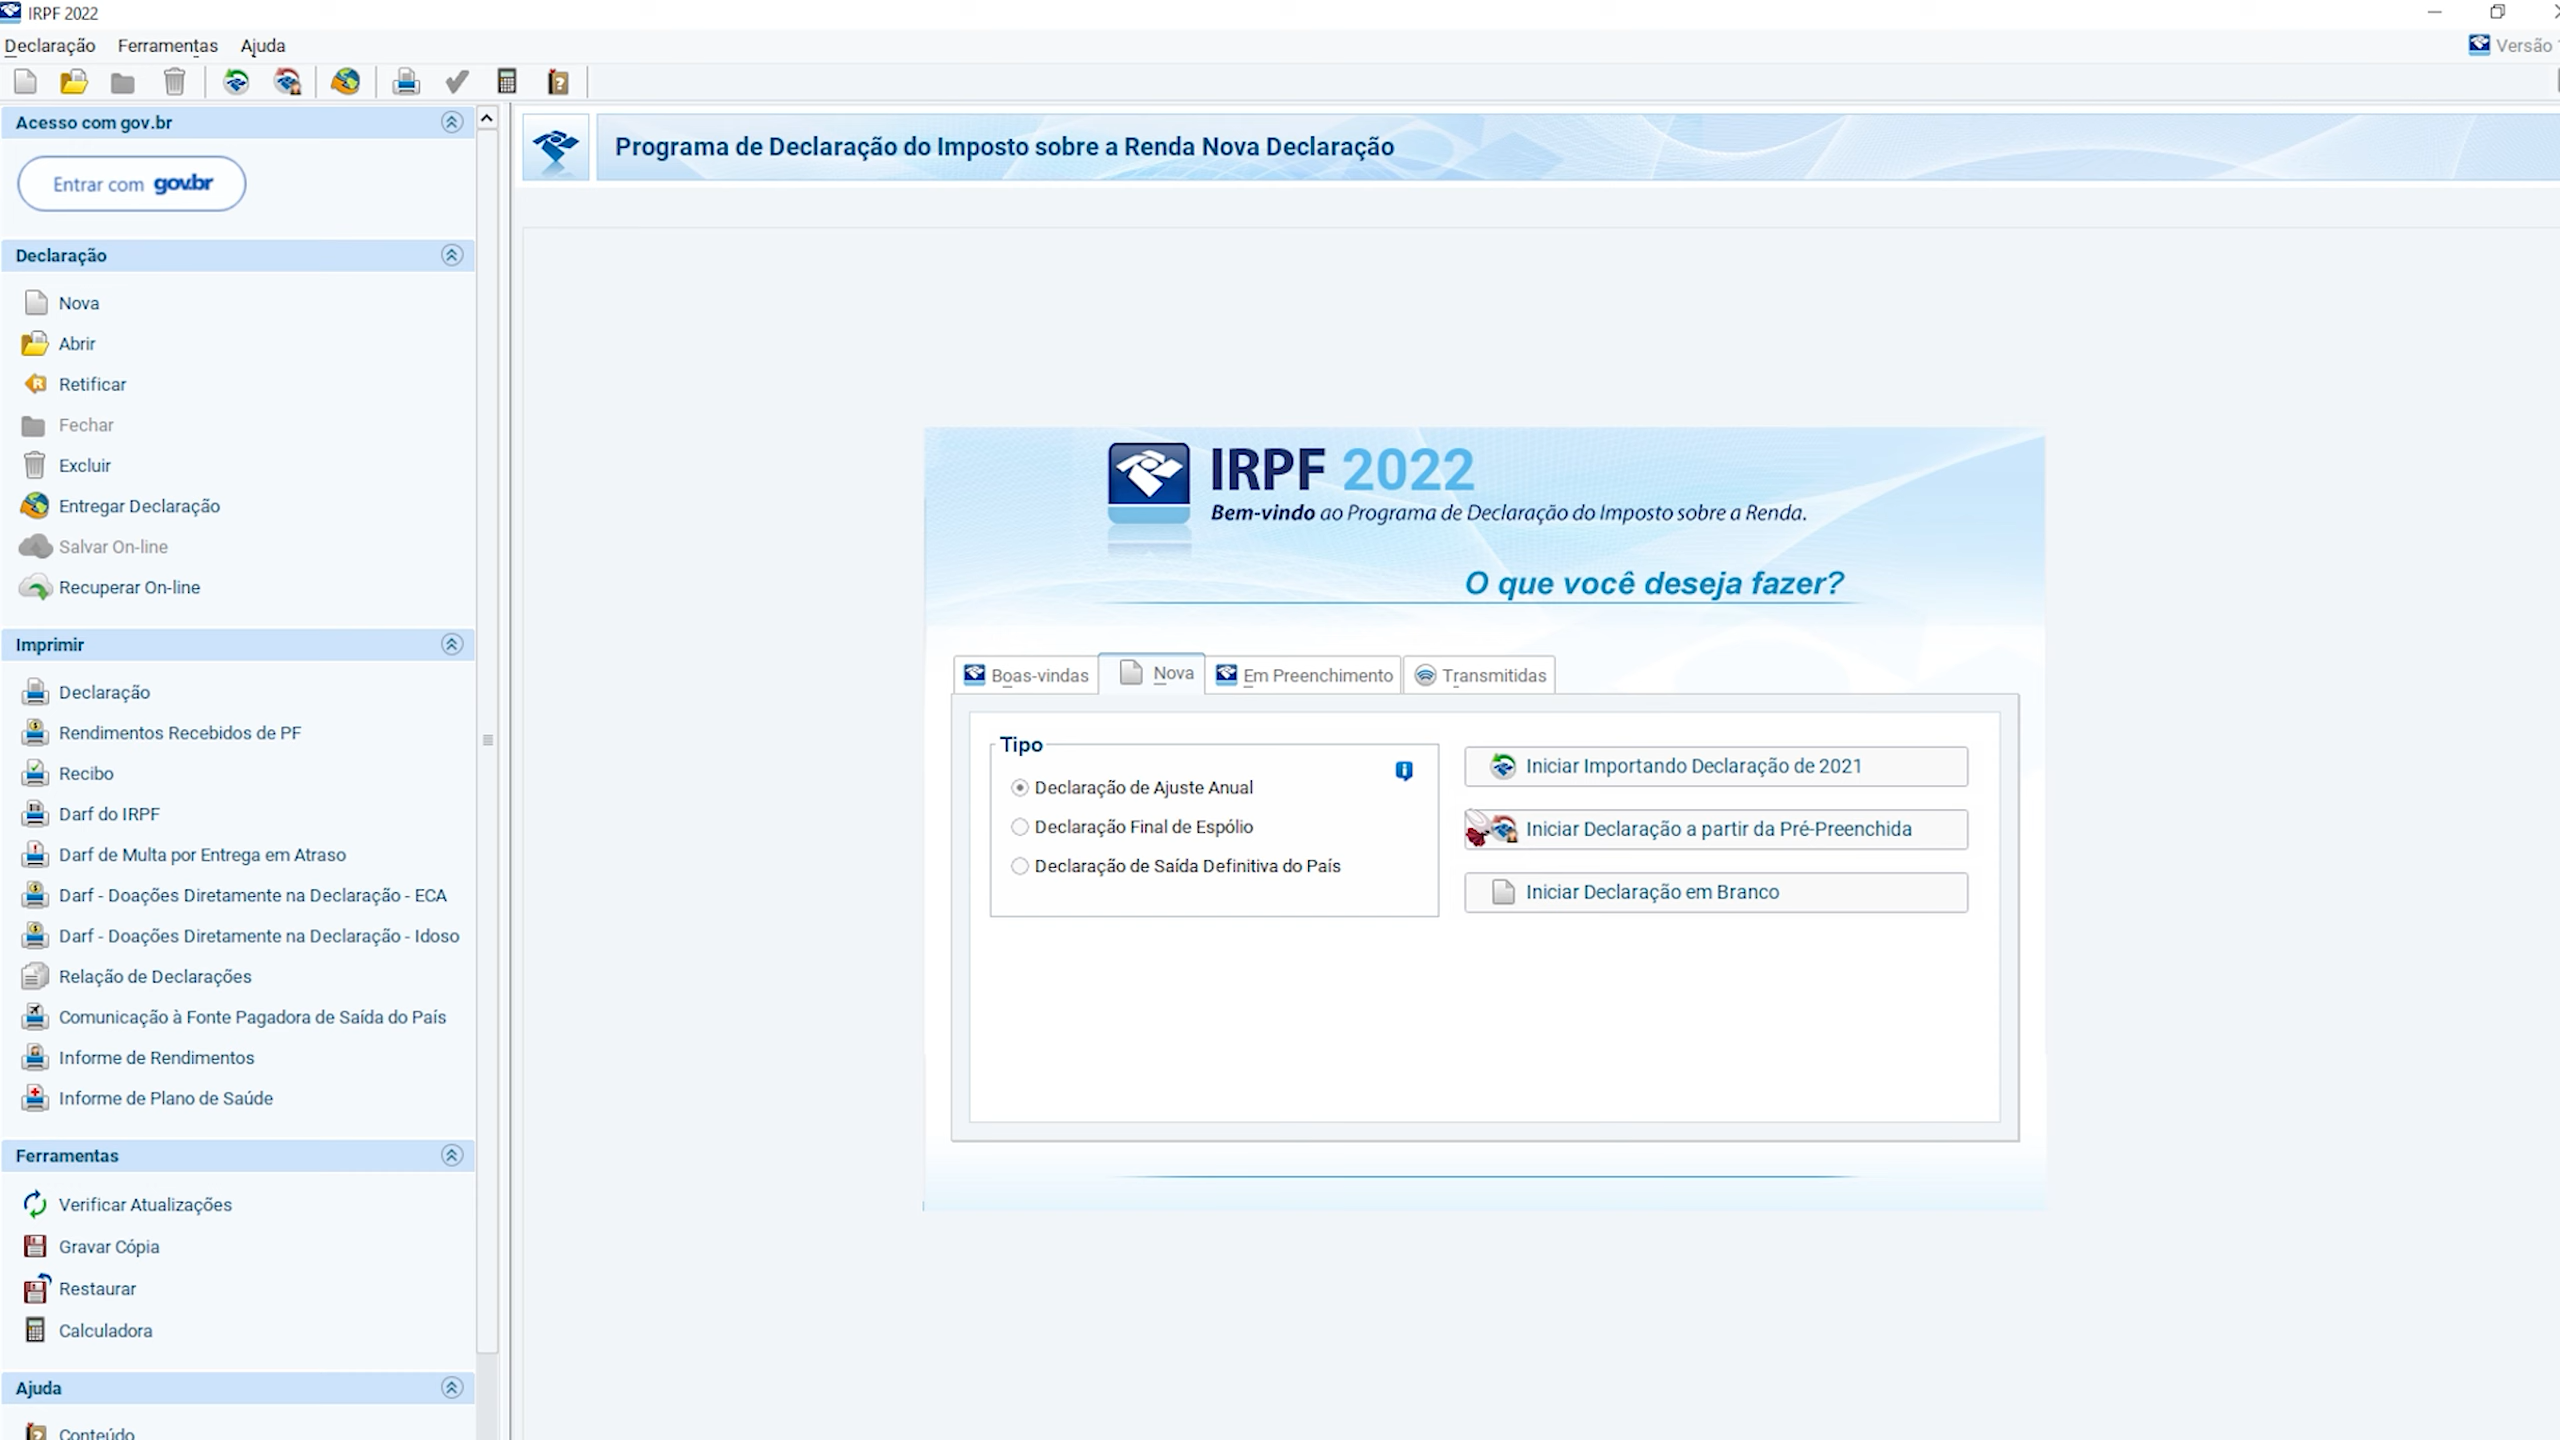 IRPF 2022
Declaração Ferramentas Ajuda
Versão
Acesso com gov.br
Entrar com gov.br
Declaração
Nova
Abrir
Retificar
Fechar
Excluir
Entregar Declaração
Salvar On-line
Recuperar On-line
Imprimir
Declaração
Rendimentos Recebidos de PF
Recibo
Darf do IRPF
Darf de Multa por Entrega em Atraso
Darf - Doações Diretamente na Declaração - ECA
Darf - Doações Diretamente na Declaração - Idoso
Relação de Declarações
Comunicação à Fonte Pagadora de Saída do País
Informe de Rendimentos
Informe de Plano de Saúde
Ferramentas
Verificar Atualizações
Gravar Cópia
Restaurar
Calculadora
Ajuda
Conteúdo
Programa de Declaração do Imposto sobre a Renda Nova Declaração
IRPF 2022
Bem-vindo ao Programa de Declaração do Imposto sobre a Renda.
O que você deseja fazer?
Boas-vindas Nova Em Preenchimento Transmitidas
Tipo
Declaração de Ajuste Anual
Declaração Final de Espólio
Declaração de Saída Definitiva do País
Iniciar Importando Declaração de 2021
Iniciar Declaração a partir da Pré-Preenchida
Iniciar Declaração em Branco